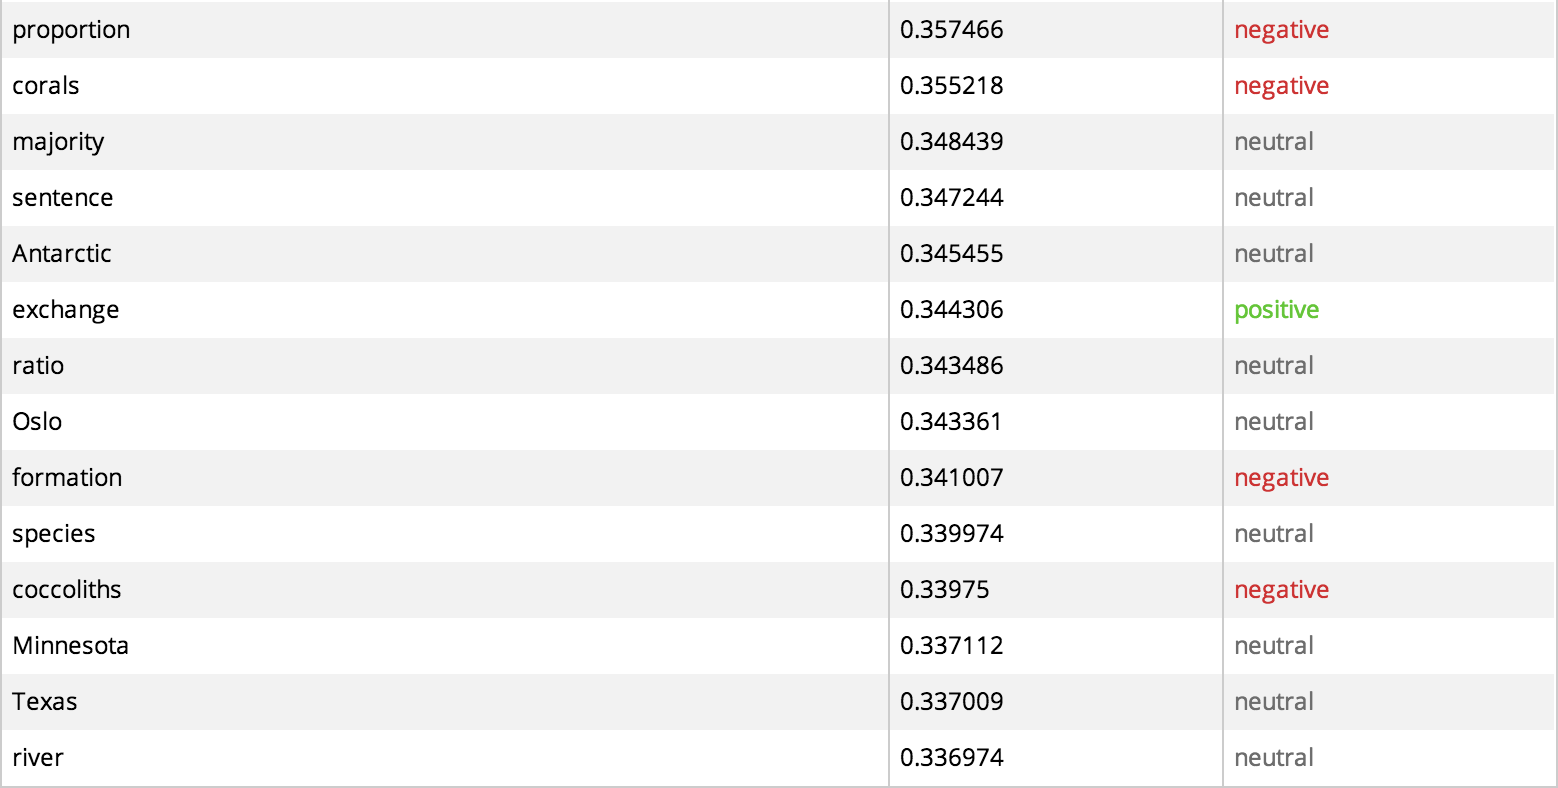 proportion 0.357466 negative
corals 0.355218 negative
majority 0.348439 neutral
sentence 0.347244 neutral
Antarctic 0.345455 neutral
exchange 0.344306 positive
ratio 0.343486 neutral
Oslo 0.343361 neutral
formation 0.341007 negative
species 0.339974 neutral
coccoliths 0.33975 negative
Minnesota 0.337112 neutral
Texas 0.337009 neutral
river 0.336974 neutral